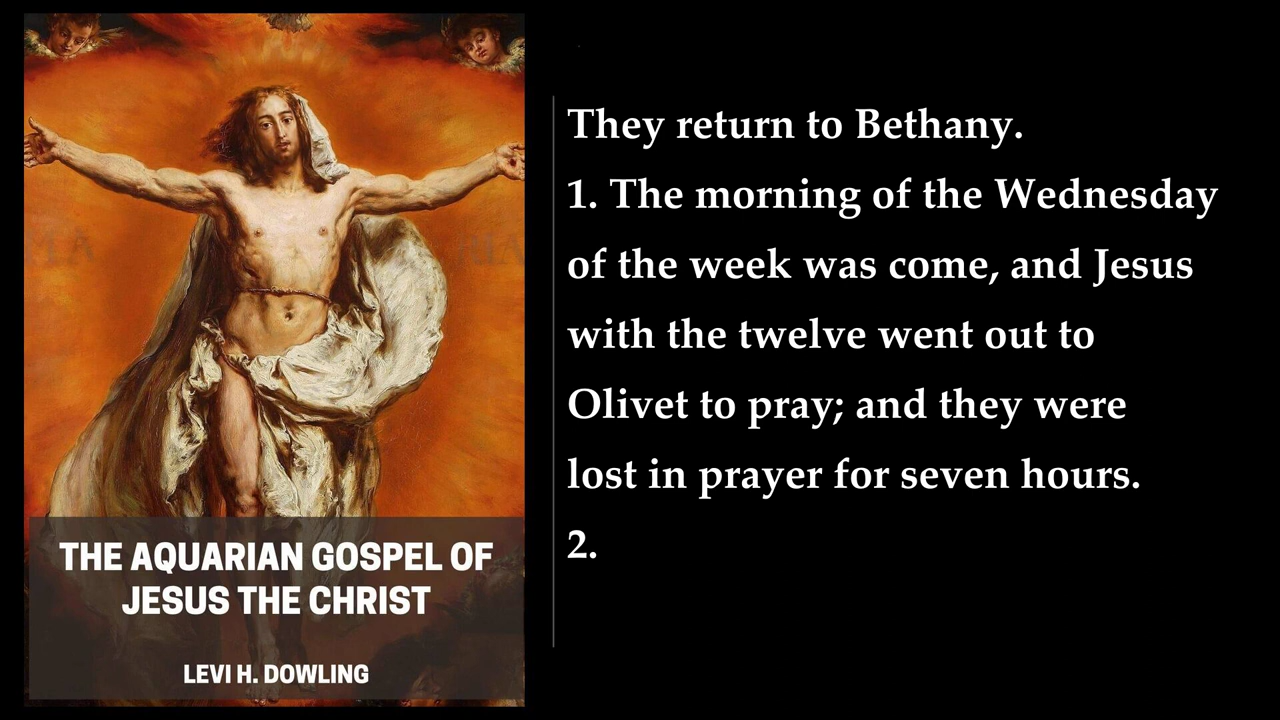 They return to Bethany.
1. The morning of the Wednesday
of the week was come, and Jesus
with the twelve went out to
Olivet to pray; and they were
lost in prayer for seven hours.
2.
THE AQUARIAN GOSPEL OF
JESUS THE CHRIST
LEVI H. DOWLING